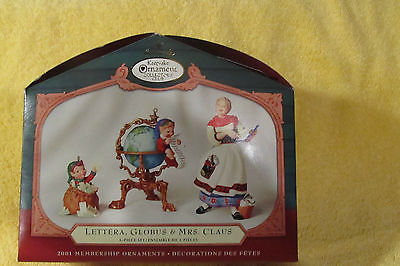 Keepsake
Ornament
COLLECTOR'S
CLUB
LETTERA, GLOBUS & MRS. CLAUS
3-PIECE SET/ENSEMBLE DE 3 PIÈCES
2001 MEMBERSHIP ORNAMENTS • DÉCORATIONS DES FÊTES